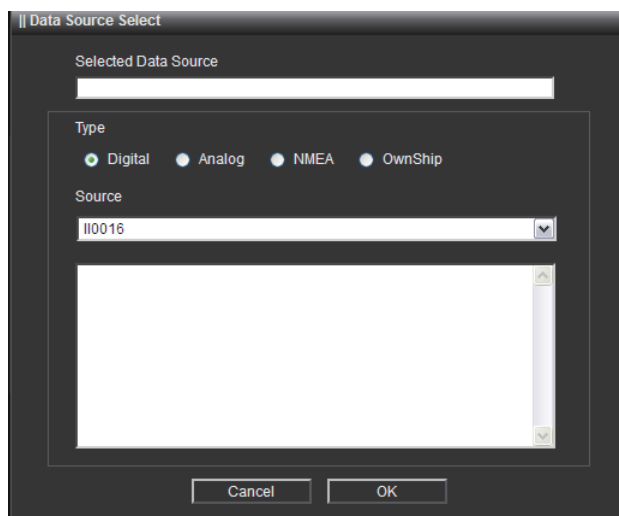 || Data Source Select
Selected Data Source
Type
Digital Analog NMEA OwnShip
Source
II0016
Cancel OK